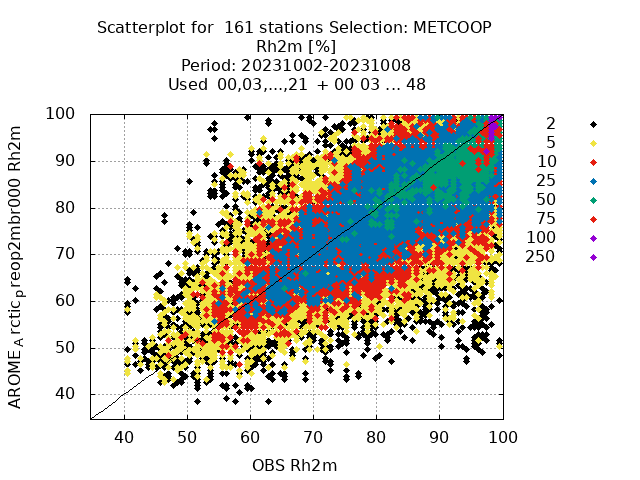 Scatterplot for 161 stations Selection: METCOOP
Rh2m [%]
Period: 20231002-20231008
Used 00,03,...,21 + 00 03 ... 48
AROME_Arctic_preop2mbr000 Rh2m
100
90
80
70
60
50
40
40 50 60 70 80 90 100
OBS Rh2m
2
5
10
25
50
75
100
250